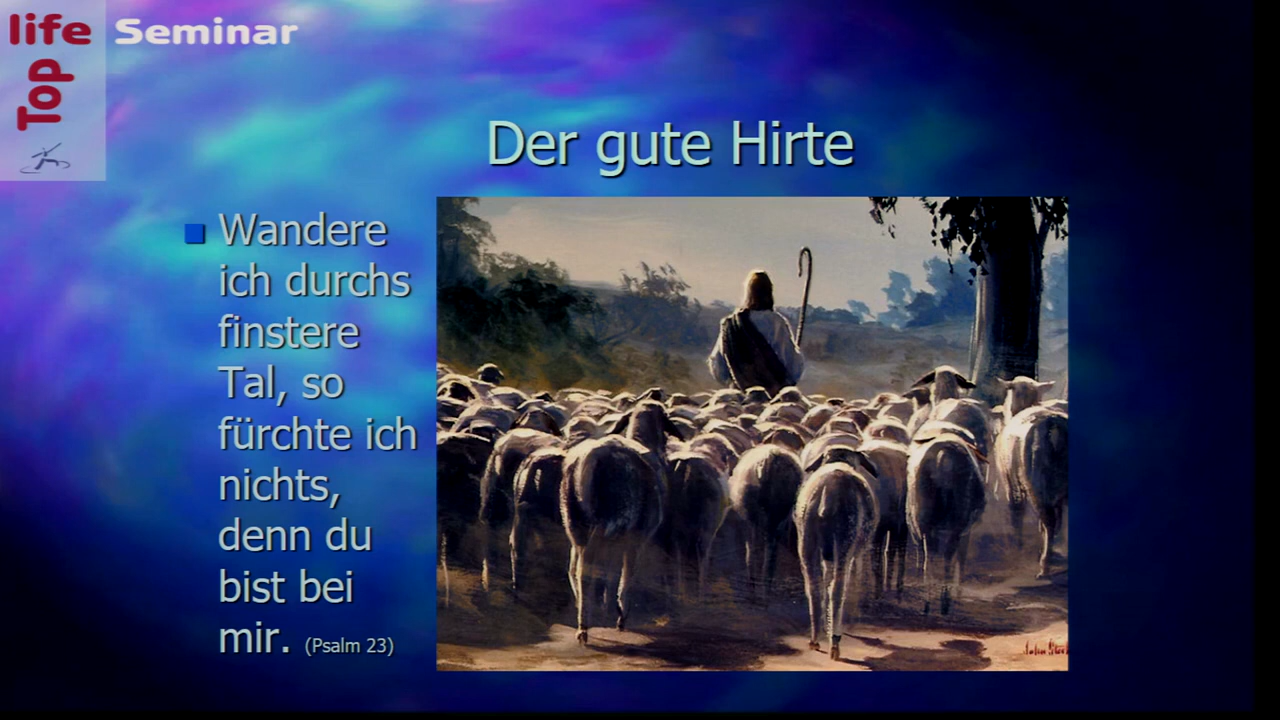 life Seminar
Top
Der gute Hirte
Wandere
ich durchs
finstere
Tal, so
fürchte ich
nichts,
denn du
bist bei
mir. (Psalm 23)